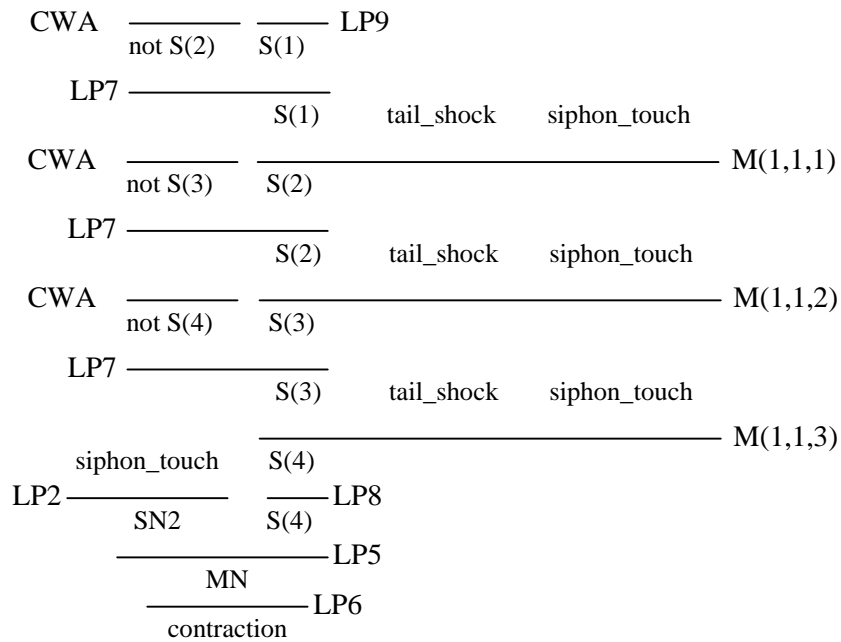 CWA LP9
not S(2) S(1)
LP7
S(1) tail_shock siphon_touch
CWA M(1,1,1)
not S(3) S(2)
LP7
S(2) tail_shock siphon_touch
CWA M(1,1,2)
not S(4) S(3)
LP7
S(3) tail_shock siphon_touch
M(1,1,3)
siphon_touch S(4)
LP2 LP8
SN2 S(4)
LP5
MN
LP6
contraction